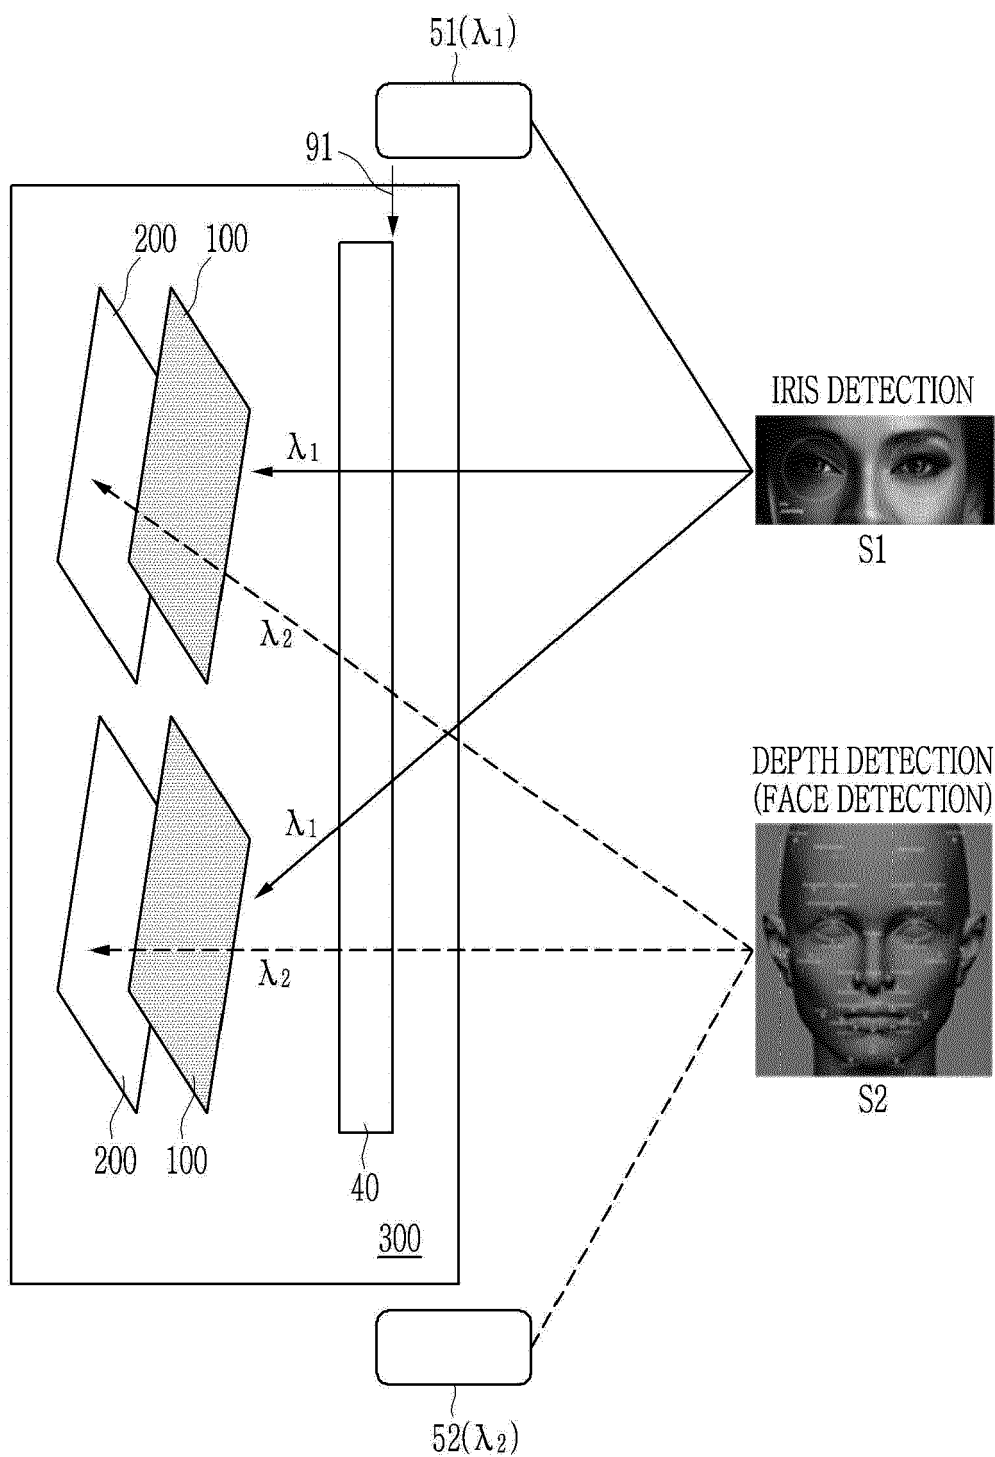 51(λ1)
91
200
100
IRIS DETECTION
λ1
S1
λ2
DEPTH DETECTION
(FACE DETECTION)
λ1
λ2
S2
200
100
40
300
52(λ2)